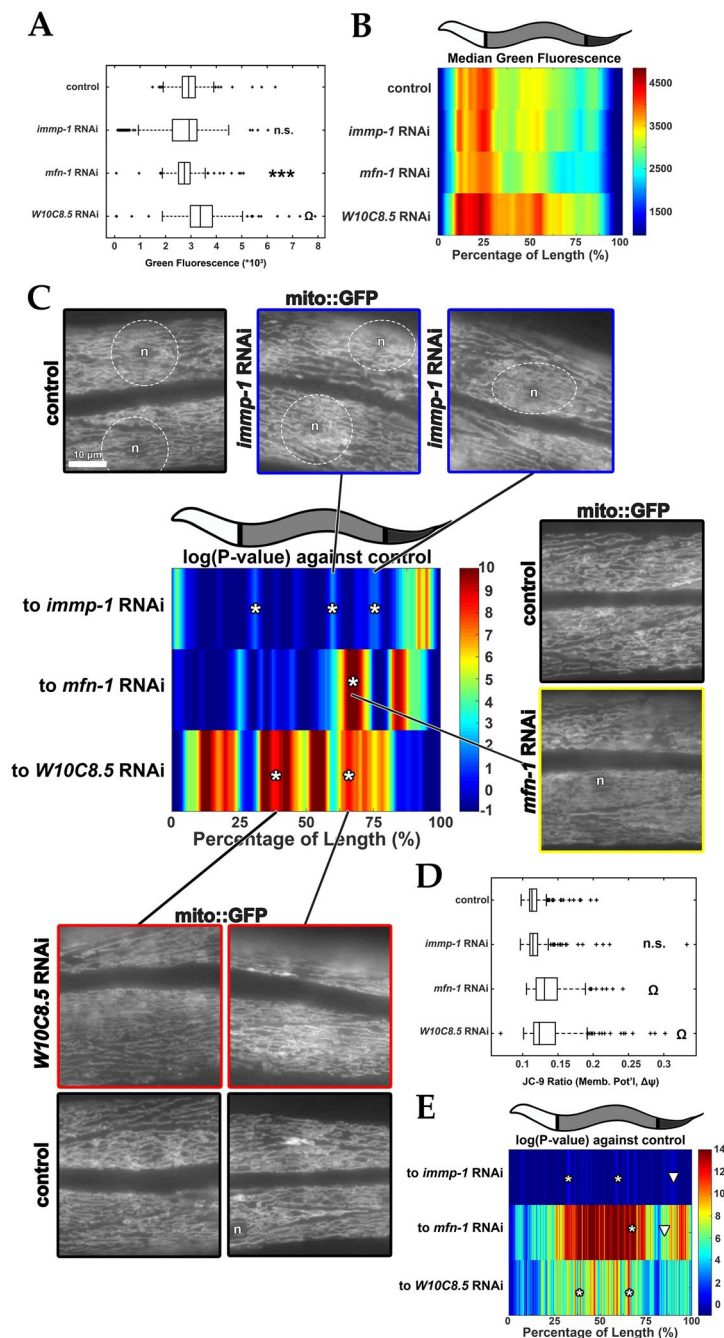 A
control
immp-1 RNAi
n.s.
mfn-1 RNAi
***
W10C8.5 RNAi
Ω
0 1 2 3 4 5 6 7 8
Green Fluorescence (*10³)
B
Median Green Fluorescence
control
immp-1 RNAi
mfn-1 RNAi
W10C8.5 RNAi
0 25 50 75 100
Percentage of Length (%)
4500
4000
3500
3000
2500
2000
1500
C
mito::GFP
control
immp-1 RNAi
immp-1 RNAi
n
n
10 µm
n
n
n
log(P-value) against control
to immp-1 RNAi
* * *
to mfn-1 RNAi
*
to W10C8.5 RNAi
* *
0 25 50 75 100
Percentage of Length (%)
10
9
8
7
6
5
4
3
2
1
0
-1
mito::GFP
control
mfn-1 RNAi
n
mito::GFP
W10C8.5 RNAi
control
n
D
control
immp-1 RNAi
n.s.
mfn-1 RNAi
Ω
W10C8.5 RNAi
Ω
0.1 0.15 0.2 0.25 0.3
JC-9 Ratio (Memb. Pot'l, Δψ)
E
log(P-value) against control
to immp-1 RNAi
* *
to mfn-1 RNAi
*
to W10C8.5 RNAi
* *
0 25 50 75 100
Percentage of Length (%)
14
12
10
8
6
4
2
0